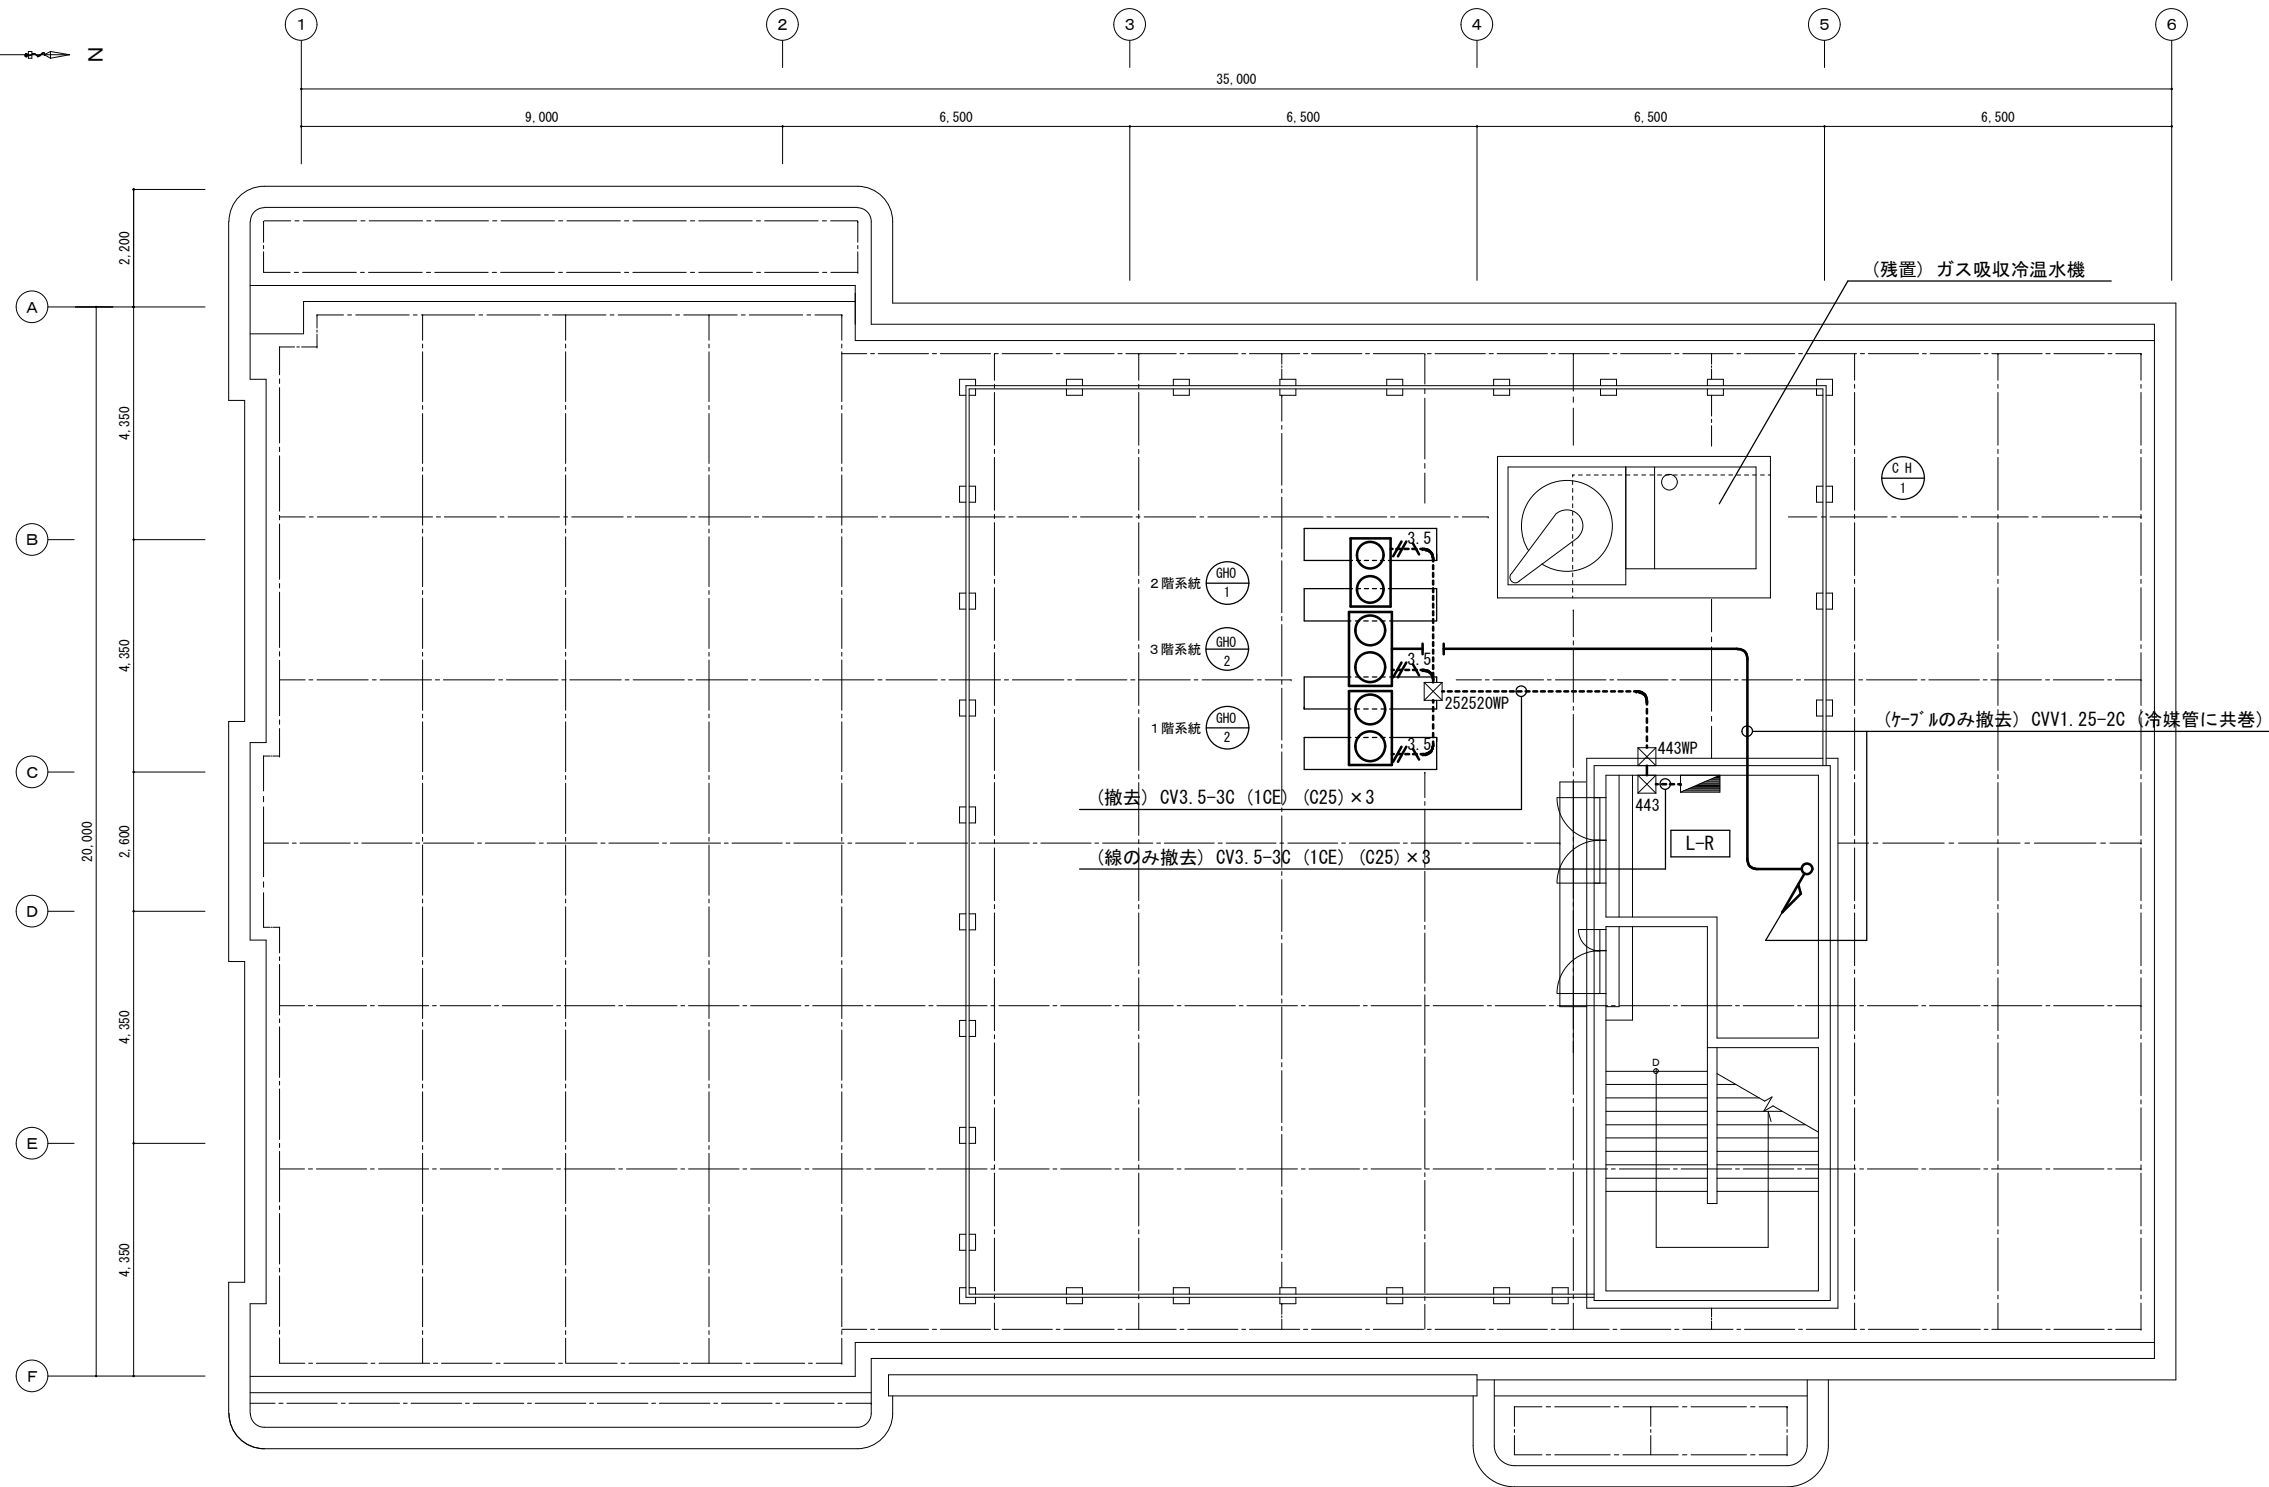 1
2
3
4
5
6
N
35,000
9,000
6,500
6,500
6,500
6,500
2,200
A
(残置) ガス吸収冷温水機
4,350
C H
1
B
3.5
2階系統
GHO
1
4,350
3階系統
GHO
2
3.5
252520WP
1階系統
GHO
2
3.5
(ケーブルのみ撤去) CVV1.25-2C (冷媒管に共巻)
443WP
C
(撤去) CV3.5-3C (1CE) (C25)×3
443
20,000
2,600
L-R
(線のみ撤去) CV3.5-3C (1CE) (C25)×3
D
4,350
D
E
4,350
F